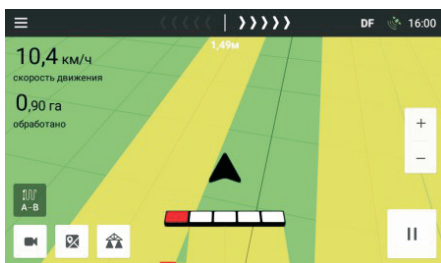 DF 16:00
1,49м
10,4 км/ч
скорость движения
0,90 га
обработано
+
−
A-B